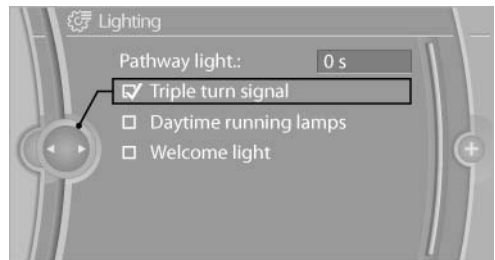 Lighting
Pathway light.: 0 s
Triple turn signal
Daytime running lamps
Welcome light